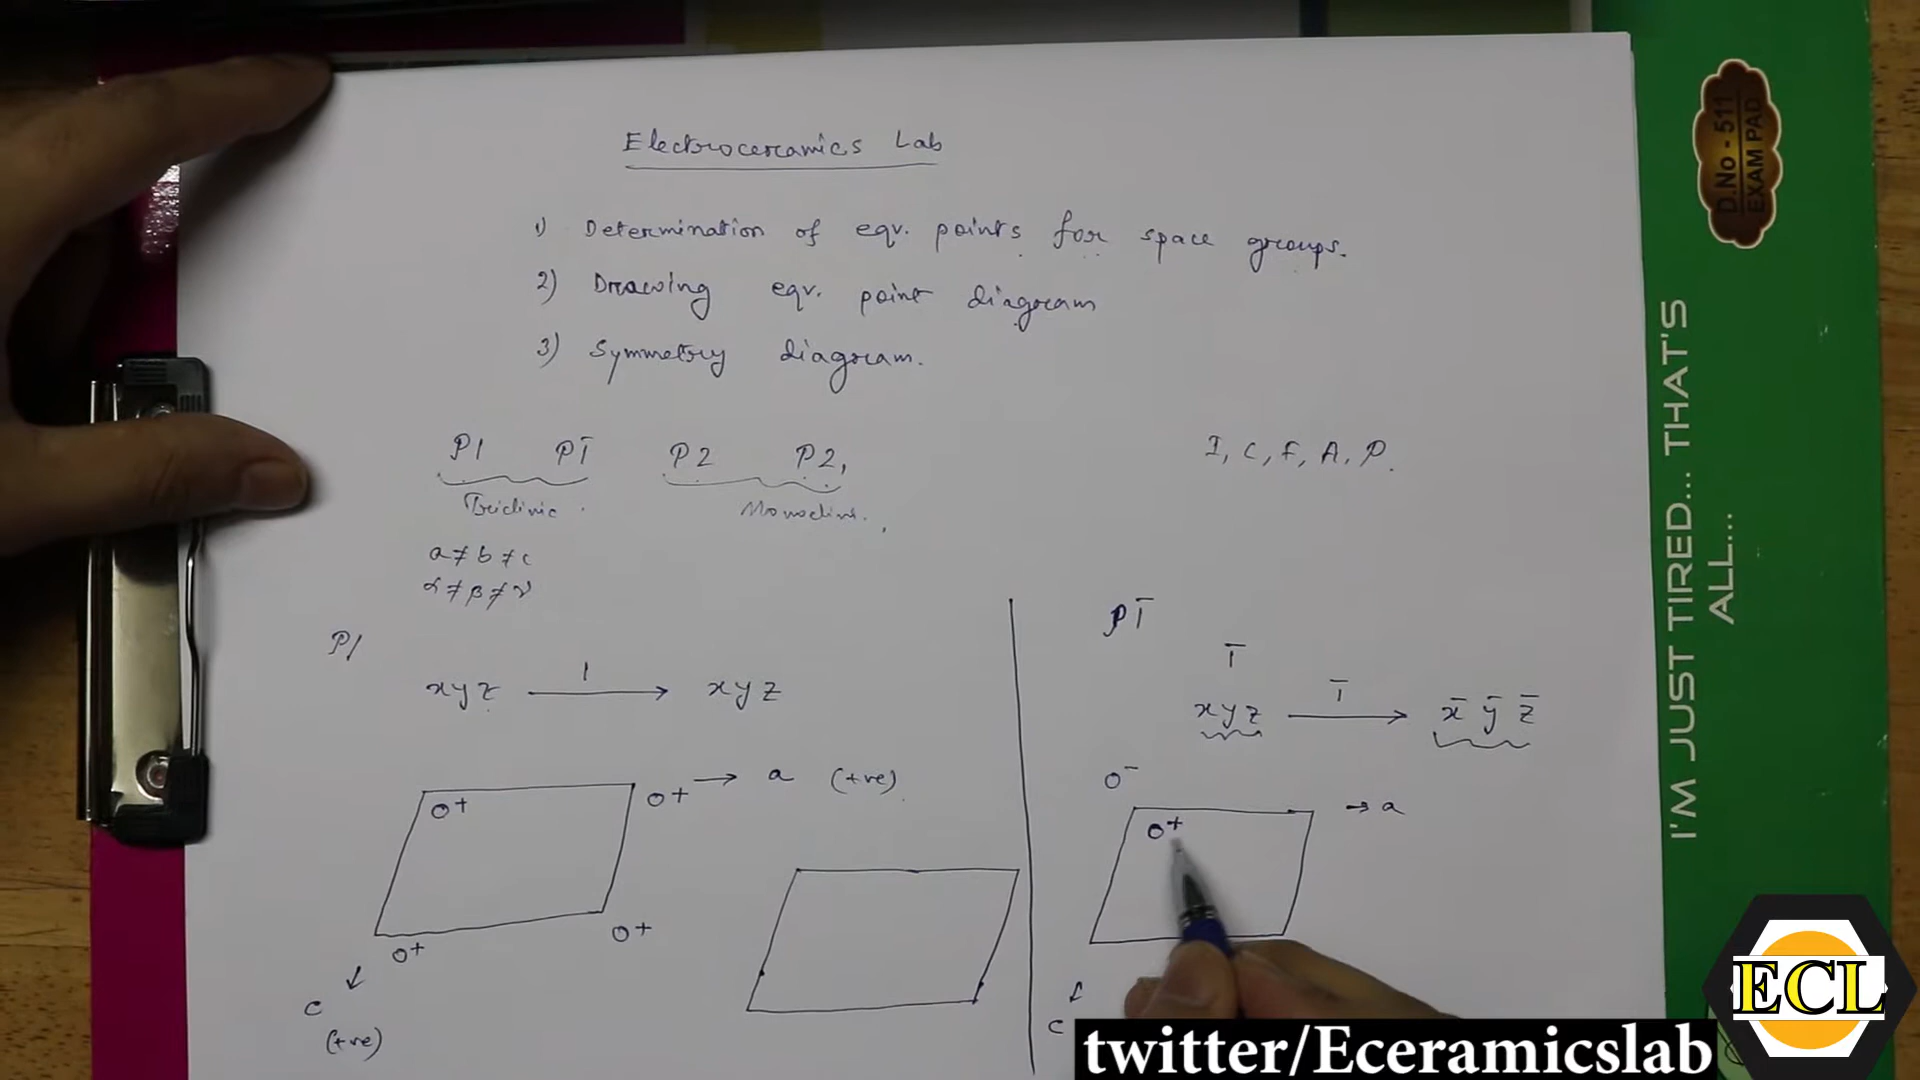 Electroceramics Lab
1) Determination of eqv. points for space groups.
2) Drawing eqv. point diagram
3) Symmetry diagram.
P1 P1̅ P2 P2₁
I, C, F, A, P.
Triclinic. Monoclini.
a ≠ b ≠ c
α ≠ β ≠ γ
P1
xyz 1 → xyz
O+ O+ → a (+ve)
O+ O+
c
(+ve)
P1̅
1̅
xyz 1̅ → x̅ y̅ z̅
O-
O+ → a
c
D.No - 511
EXAM PAD
I'M JUST TIRED... THAT'S
ALL...
ECL
twitter/Eceramicslab